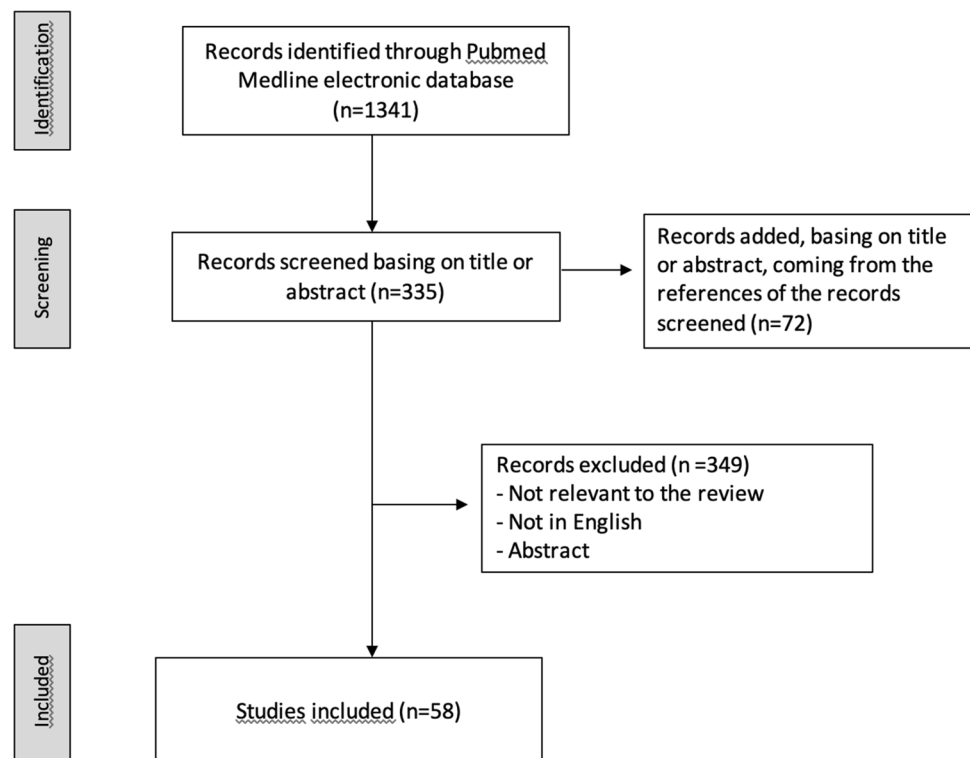 Identification
Records identified through Pubmed
Medline electronic database
(n=1341)
Screening
Records screened basing on title or
abstract (n=335)
Records added, basing on title
or abstract, coming from the
references of the records
screened (n=72)
Records excluded (n =349)
- Not relevant to the review
- Not in English
- Abstract
Included
Studies included (n=58)